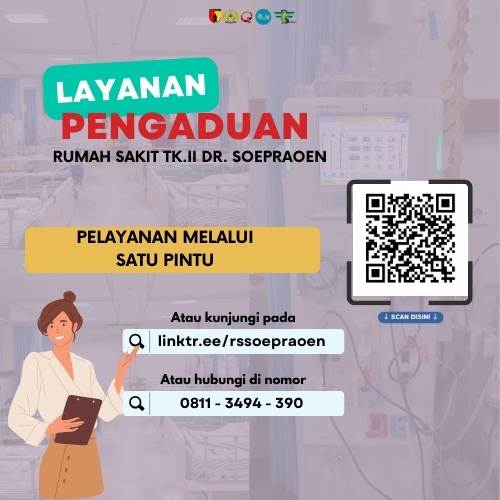 LAYANAN
PENGADUAN
RUMAH SAKIT TK.II DR. SOEPRAOEN
PELAYANAN MELALUI
SATU PINTU
↓ SCAN DISINI ↓
Atau kunjungi pada
linktr.ee/rssoepraoen
Atau hubungi di nomor
0811 - 3494 - 390